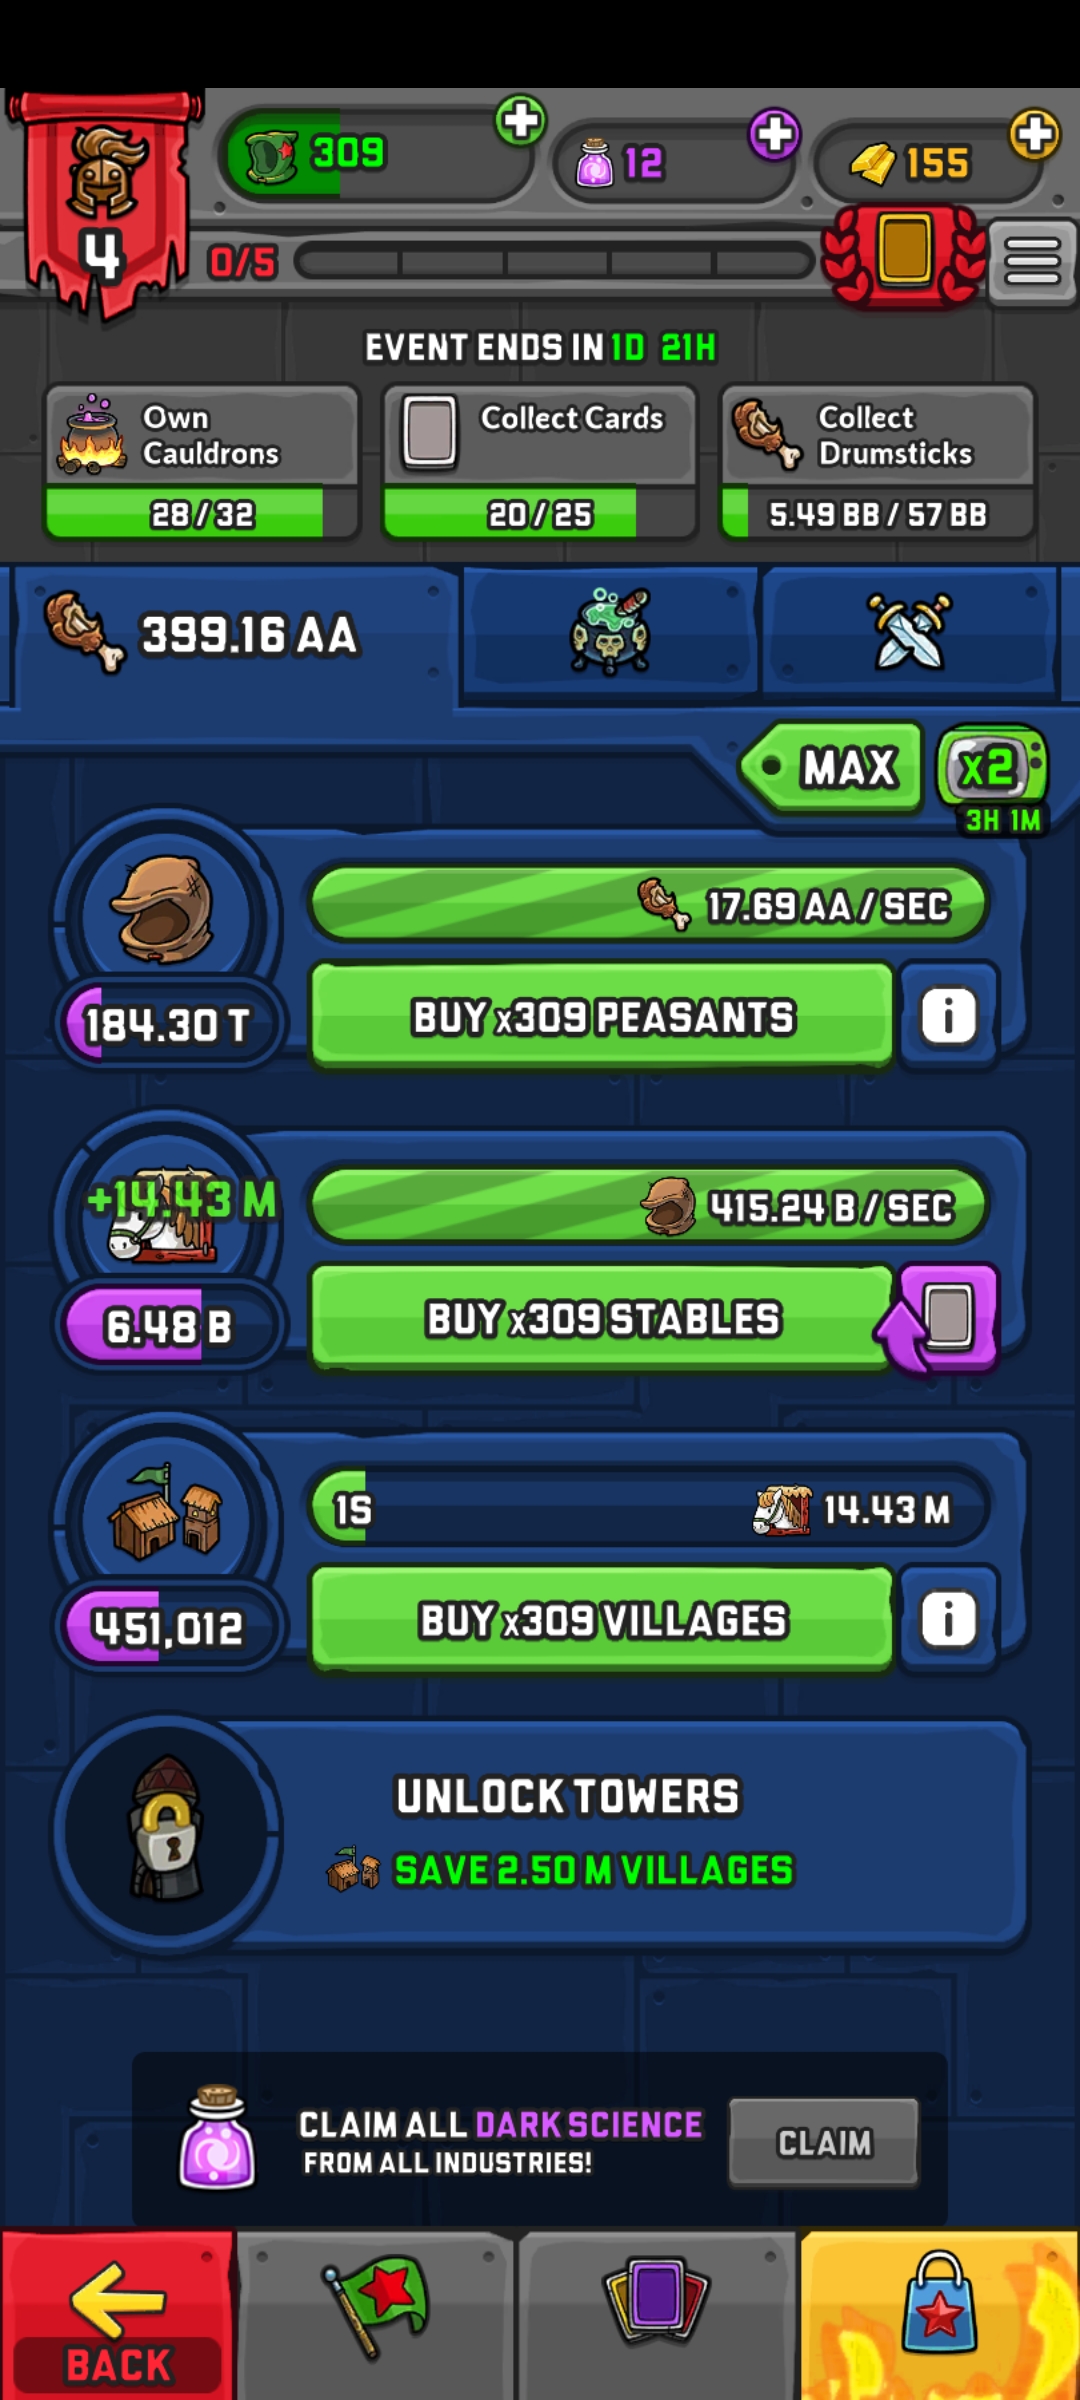 309
12
155
4
0/5
EVENT ENDS IN 1D 21H
Own Cauldrons
28/32
Collect Cards
20/25
Collect Drumsticks
5.49 BB / 57 BB
399.16 AA
MAX
x2
3H 1M
17.69 AA / SEC
184.30 T
BUY x309 PEASANTS
i
+14.43 M
415.24 B / SEC
6.48 B
BUY x309 STABLES
1S
14.43 M
451,012
BUY x309 VILLAGES
i
UNLOCK TOWERS
SAVE 2.50 M VILLAGES
CLAIM ALL DARK SCIENCE
FROM ALL INDUSTRIES!
CLAIM
BACK